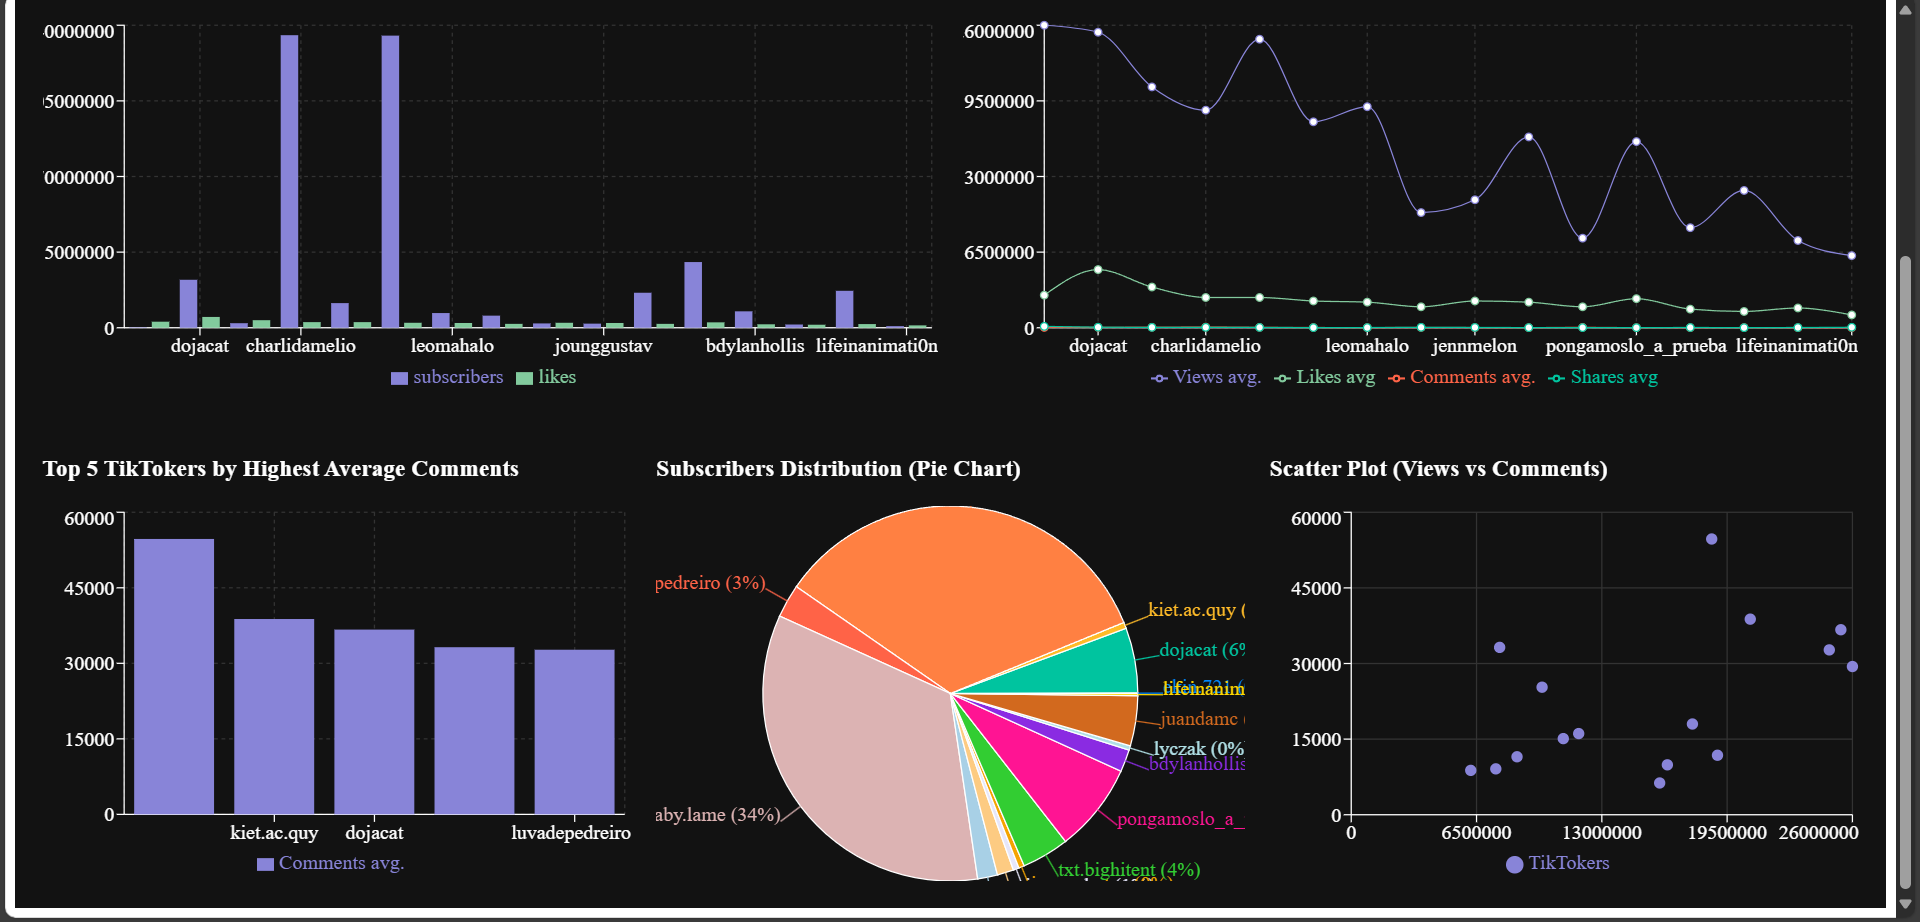 0000000
5000000
0000000
5000000
0
dojacat charlidamelio leomahalo jounggustav bdylanhollis lifeinanimati0n
subscribers likes
6000000
9500000
3000000
6500000
0
dojacat charlidamelio leomahalo jennmelon pongamoslo_a_prueba lifeinanimati0n
Views avg. Likes avg Comments avg. Shares avg
Top 5 TikTokers by Highest Average Comments
60000
45000
30000
15000
0
kiet.ac.quy dojacat luvadepedreiro
Comments avg.
Subscribers Distribution (Pie Chart)
pedreiro (3%)
kiet.ac.quy (
dojacat (6%
lifeinanim
juandamc (
lyczak (0%
bdylanhollis
aby.lame (34%)
pongamoslo_a_
txt.bighitent (4%)
Scatter Plot (Views vs Comments)
60000
45000
30000
15000
0
0 6500000 13000000 19500000 26000000
TikTokers